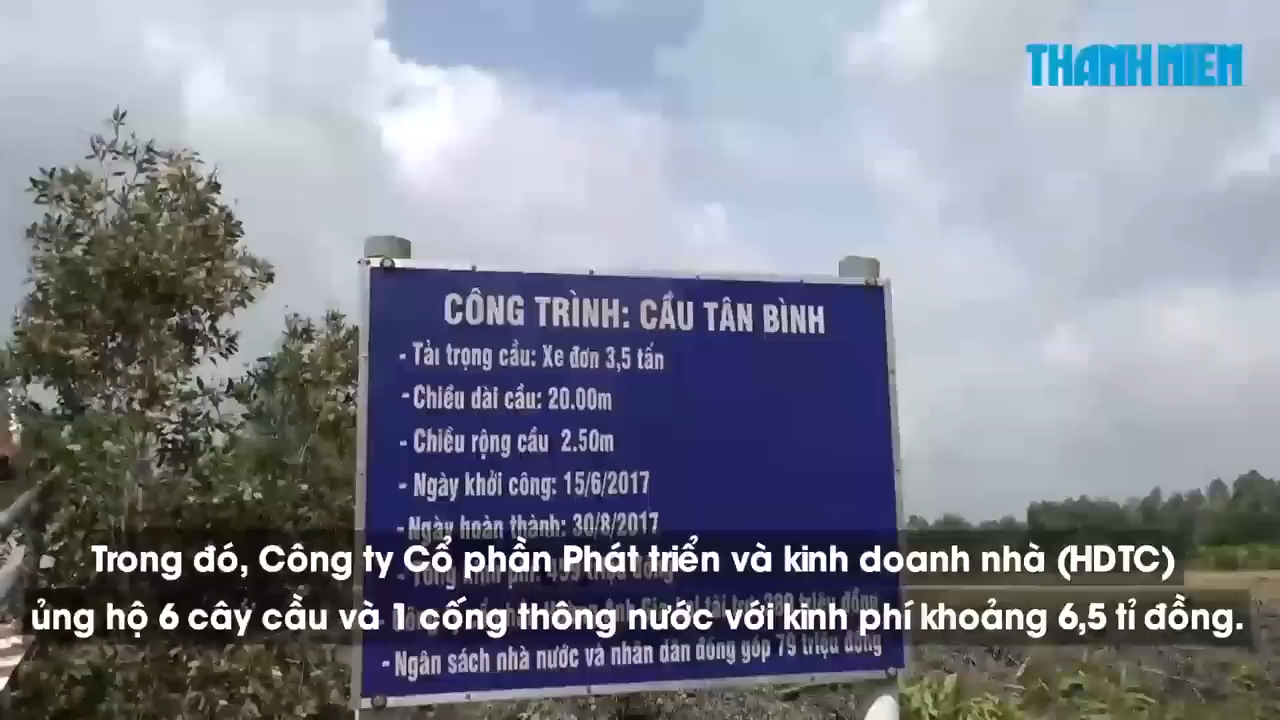 THANH NIEN
CÔNG TRÌNH: CẦU TÂN BÌNH
- Tải trọng cầu: Xe đơn 3,5 tấn
- Chiều dài cầu: 20.00m
- Chiều rộng cầu 2.50m
- Ngày khởi công: 15/6/2017
- Ngày hoàn thành: 30/8/2017
Trong đó, Công ty Cổ phần Phát triển và kinh doanh nhà (HDTC)
ủng hộ 6 cây cầu và 1 cống thông nước với kinh phí khoảng 6,5 tỉ đồng.
- Ngân sách nhà nước và nhân dân đóng góp 79 triệu đồng